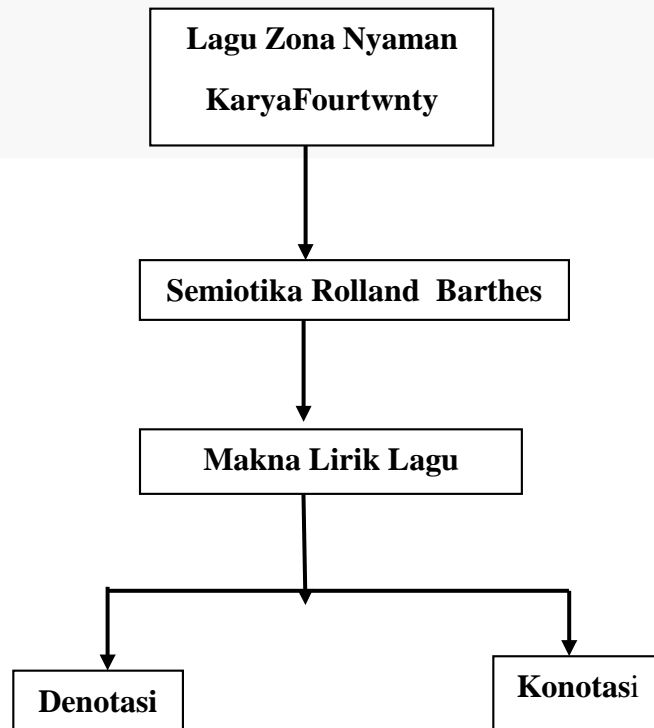 Lagu Zona Nyaman
KaryaFourtwnty
Semiotika Rolland Barthes
Makna Lirik Lagu
Denotasi
Konotasi